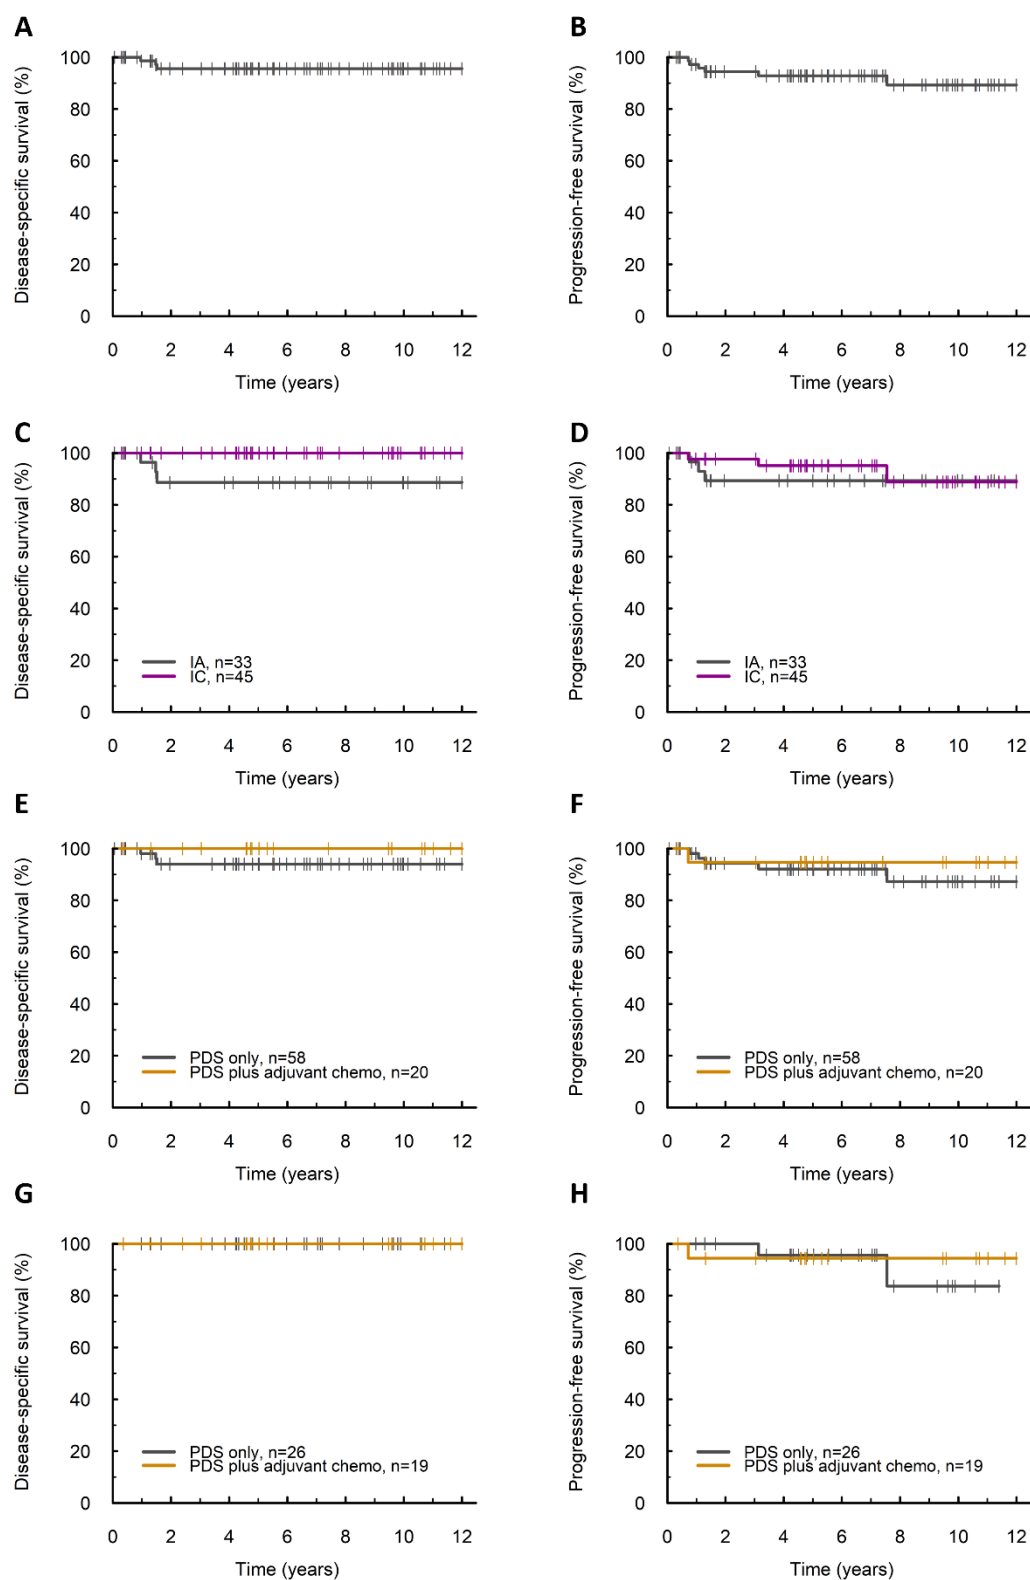 A
Disease-specific survival (%)
100
80
60
40
20
0
0 2 4 6 8 10 12
Time (years)
B
Progression-free survival (%)
100
80
60
40
20
0
0 2 4 6 8 10 12
Time (years)
C
Disease-specific survival (%)
100
80
60
40
20
0
IA, n=33
IC, n=45
0 2 4 6 8 10 12
Time (years)
D
Progression-free survival (%)
100
80
60
40
20
0
IA, n=33
IC, n=45
0 2 4 6 8 10 12
Time (years)
E
Disease-specific survival (%)
100
80
60
40
20
0
PDS only, n=58
PDS plus adjuvant chemo, n=20
0 2 4 6 8 10 12
Time (years)
F
Progression-free survival (%)
100
80
60
40
20
0
PDS only, n=58
PDS plus adjuvant chemo, n=20
0 2 4 6 8 10 12
Time (years)
G
Disease-specific survival (%)
100
80
60
40
20
0
PDS only, n=26
PDS plus adjuvant chemo, n=19
0 2 4 6 8 10 12
Time (years)
H
Progression-free survival (%)
100
80
60
40
20
0
PDS only, n=26
PDS plus adjuvant chemo, n=19
0 2 4 6 8 10 12
Time (years)